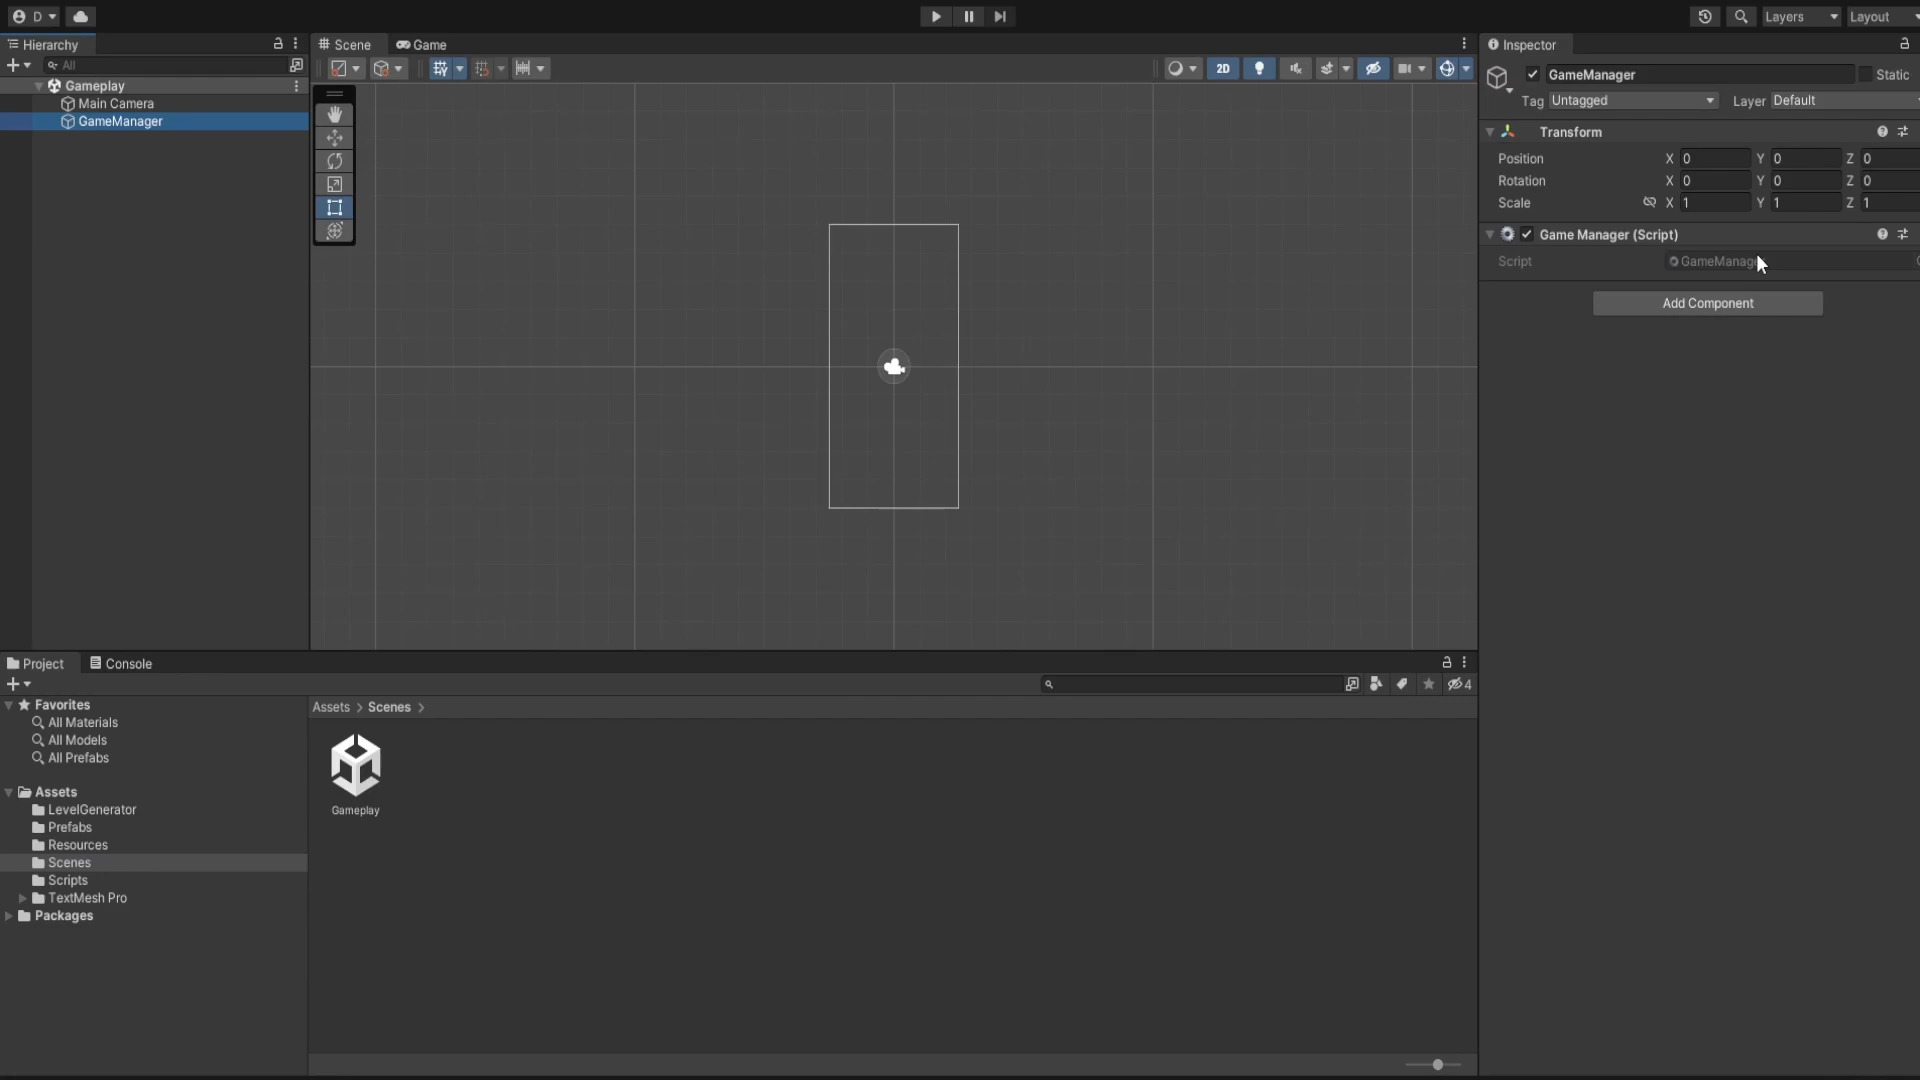 D
Layers
Layout
Hierarchy
All
Gameplay
Main Camera
GameManager
Scene
Game
2D
Inspector
GameManager
Static
Tag Untagged
Layer Default
Transform
Position X 0 Y 0 Z 0
Rotation X 0 Y 0 Z 0
Scale X 1 Y 1 Z 1
Game Manager (Script)
Script
Add Component
Project
Console
4
Favorites
All Materials
All Models
All Prefabs
Assets
LevelGenerator
Prefabs
Resources
Scenes
Scripts
TextMesh Pro
Packages
Assets > Scenes >
Gameplay